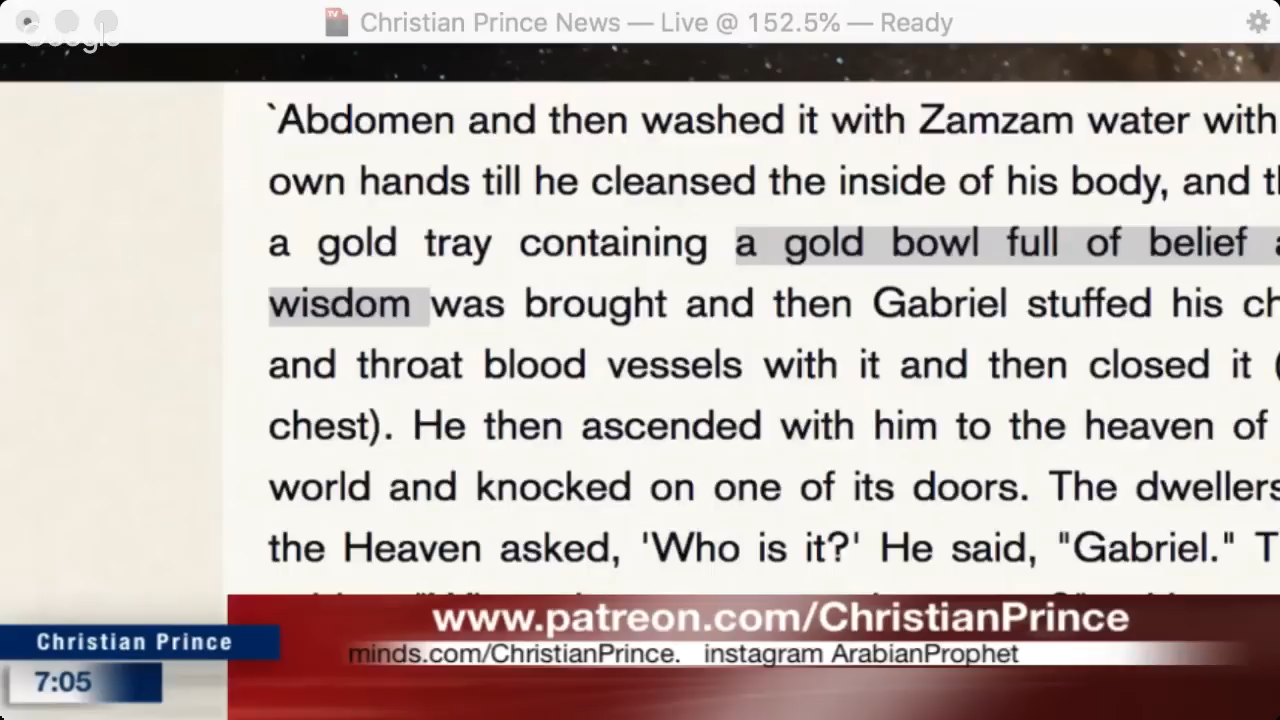 Christian Prince News — Live @ 152.5% — Ready
Google
`Abdomen and then washed it with Zamzam water with
own hands till he cleansed the inside of his body, and
a gold tray containing a gold bowl full of belief
wisdom was brought and then Gabriel stuffed his
and throat blood vessels with it and then closed it (
chest). He then ascended with him to the heaven of
world and knocked on one of its doors. The dwellers
the Heaven asked, 'Who is it?' He said, "Gabriel."
www.patreon.com/ChristianPrince
minds.com/ChristianPrince. instagram ArabianProphet
Christian Prince
7:05